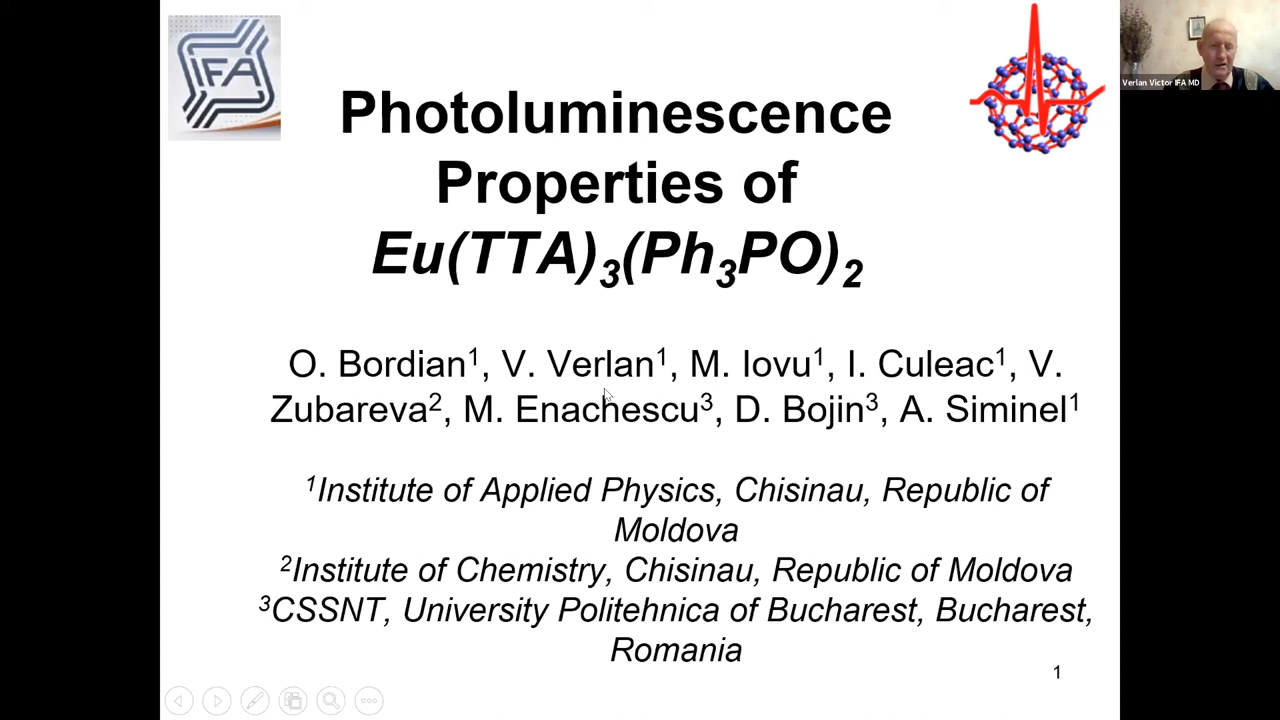 IFA
Verlan Victor IFA MD
Photoluminescence
Properties of
Eu(TTA)₃(Ph₃PO)₂
O. Bordian¹, V. Verlan¹, M. Iovu¹, I. Culeac¹, V.
Zubareva², M. Enachescu³, D. Bojin³, A. Siminel¹
¹Institute of Applied Physics, Chisinau, Republic of
Moldova
²Institute of Chemistry, Chisinau, Republic of Moldova
³CSSNT, University Politehnica of Bucharest, Bucharest,
Romania
1